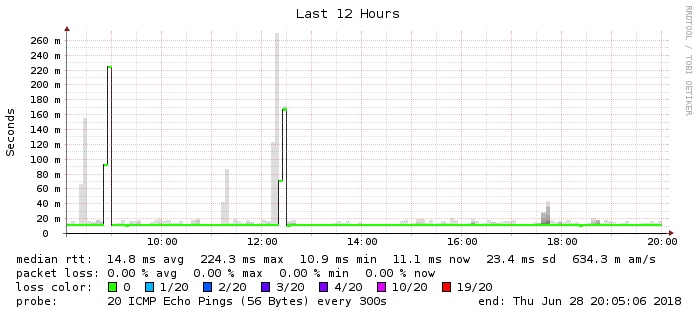 Last 12 Hours
RRDTOOL / TOBI OETIKER
Seconds
260 m
240 m
220 m
200 m
180 m
160 m
140 m
120 m
100 m
80 m
60 m
40 m
20 m
0
10:00 12:00 14:00 16:00 18:00 20:00
median rtt: 14.8 ms avg 224.3 ms max 10.9 ms min 11.1 ms now 23.4 ms sd 634.3 m am/s
packet loss: 0.00 % avg 0.00 % max 0.00 % min 0.00 % now
loss color: 0 1/20 2/20 3/20 4/20 10/20 19/20
probe: 20 ICMP Echo Pings (56 Bytes) every 300s end: Thu Jun 28 20:05:06 2018